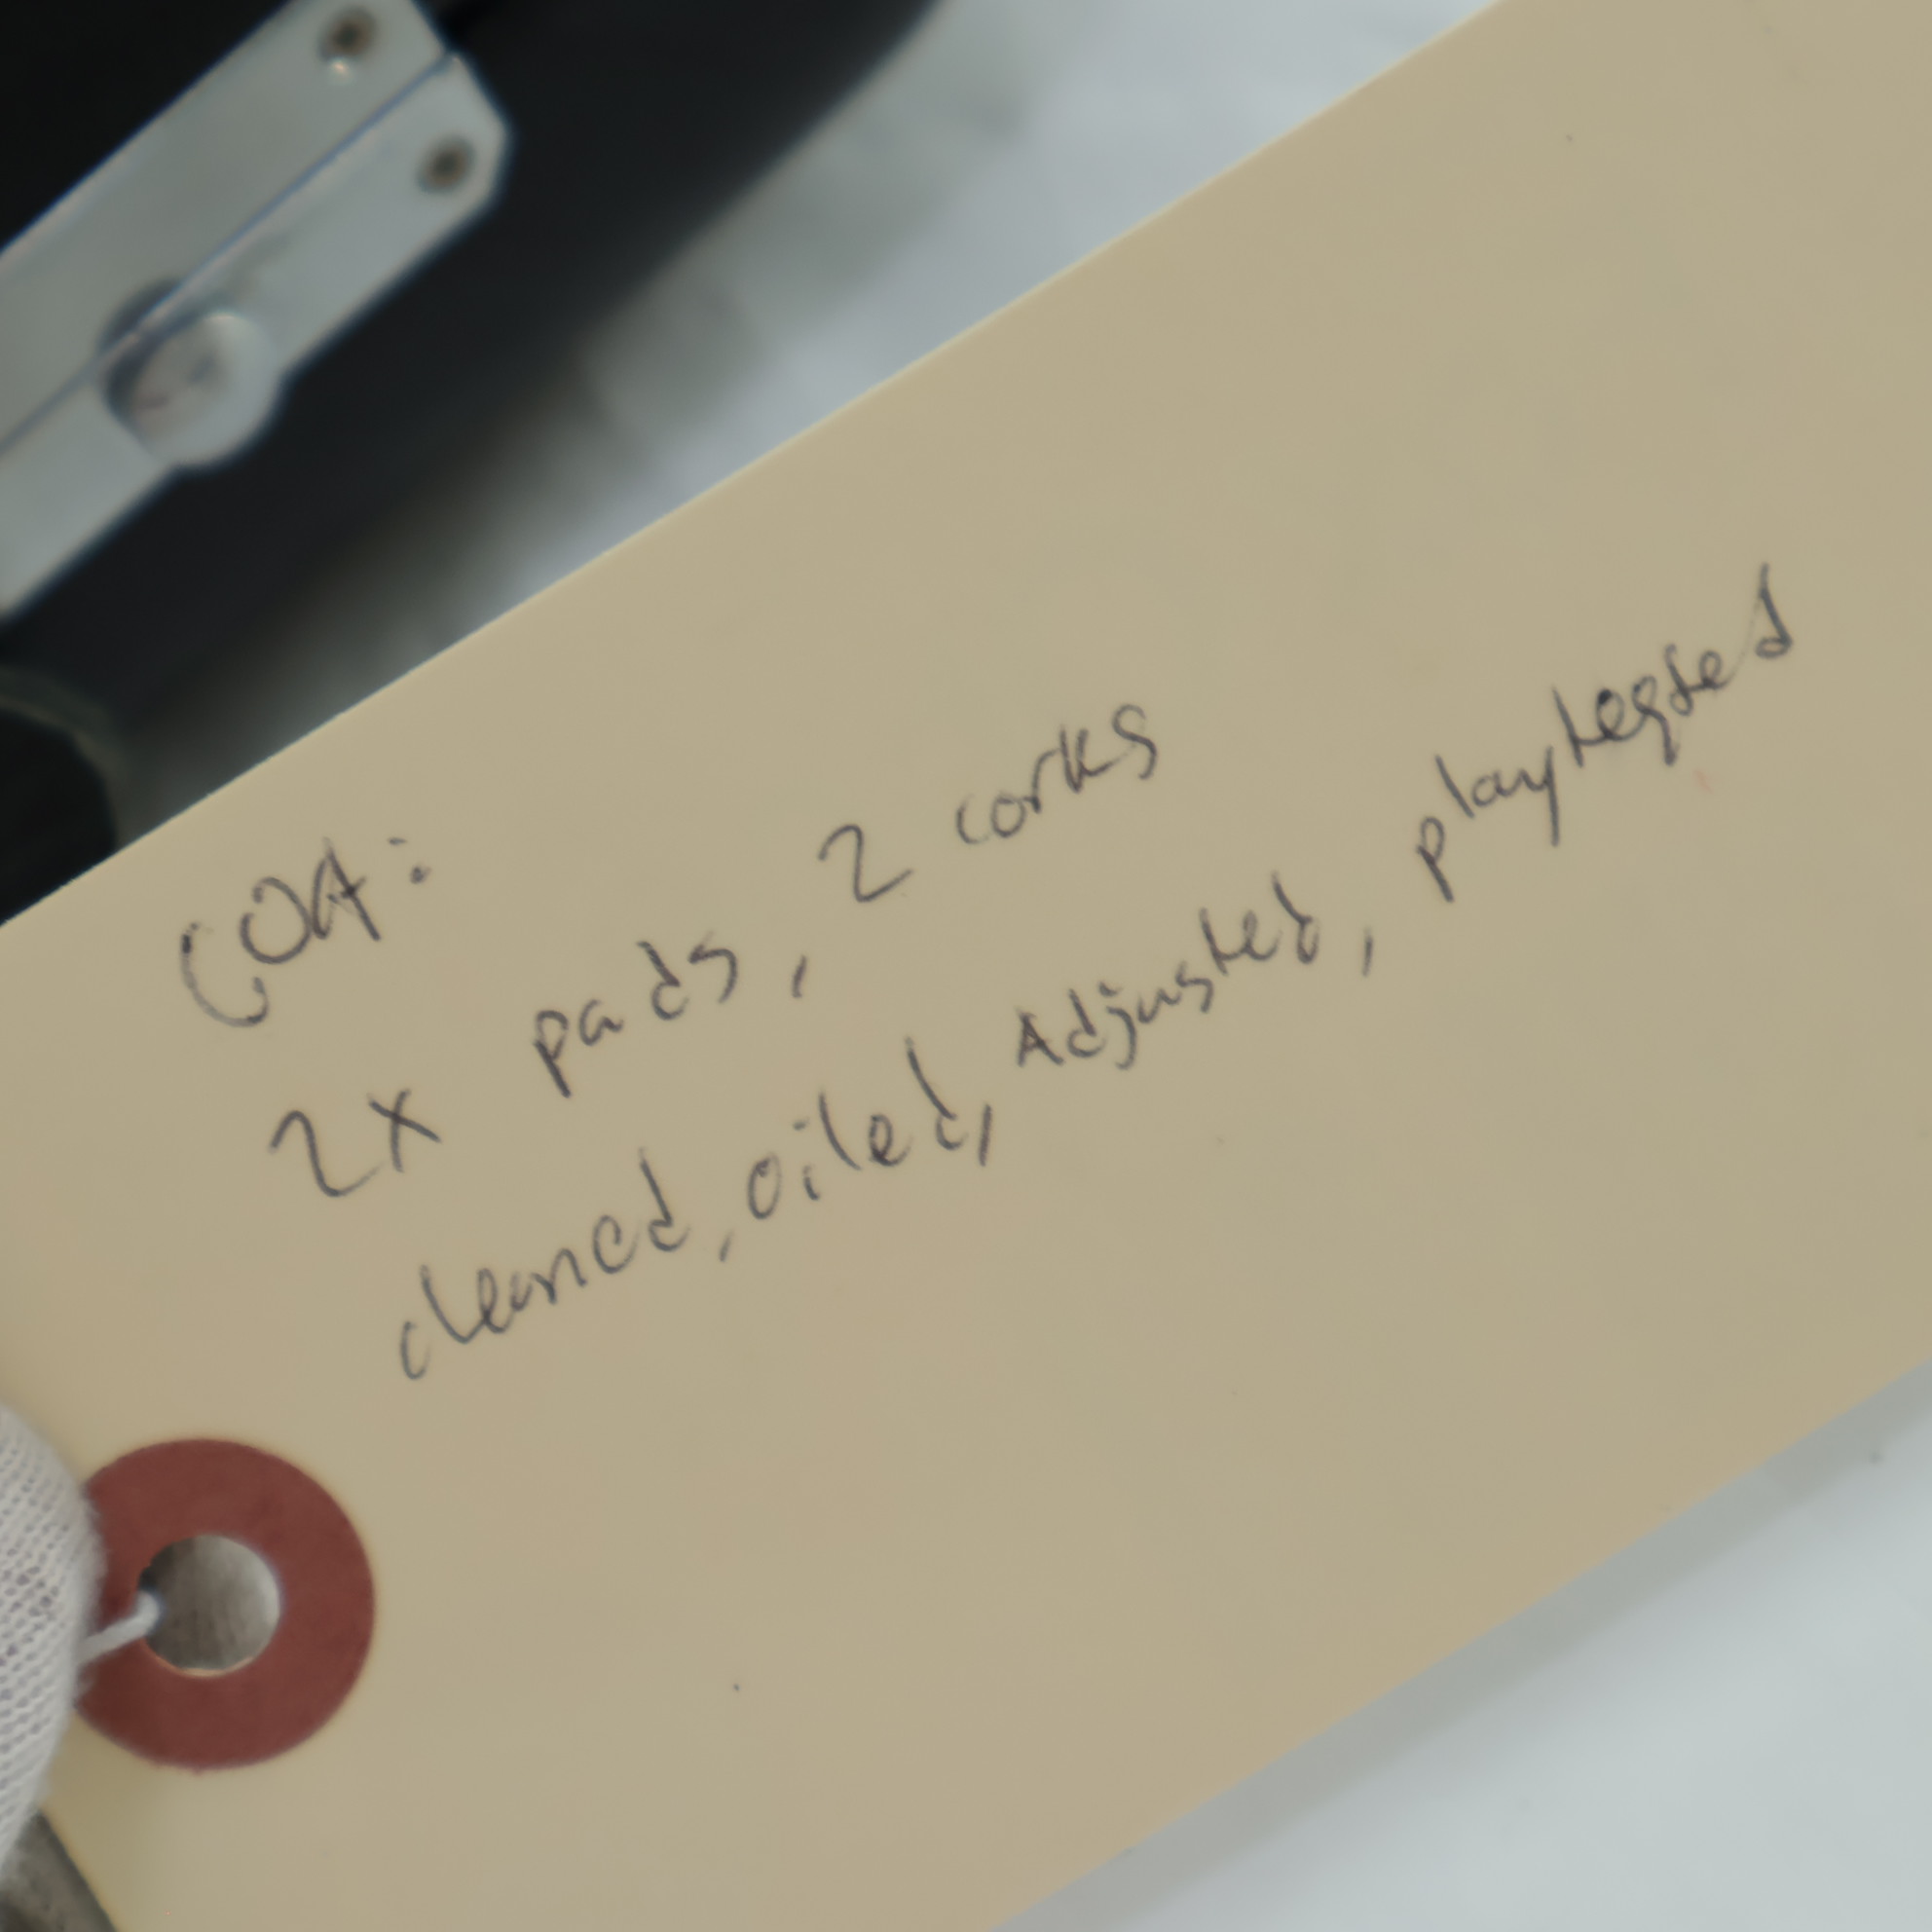 COA:
2x pads, 2 corks
cleaned, oiled, Adjusted, playtested